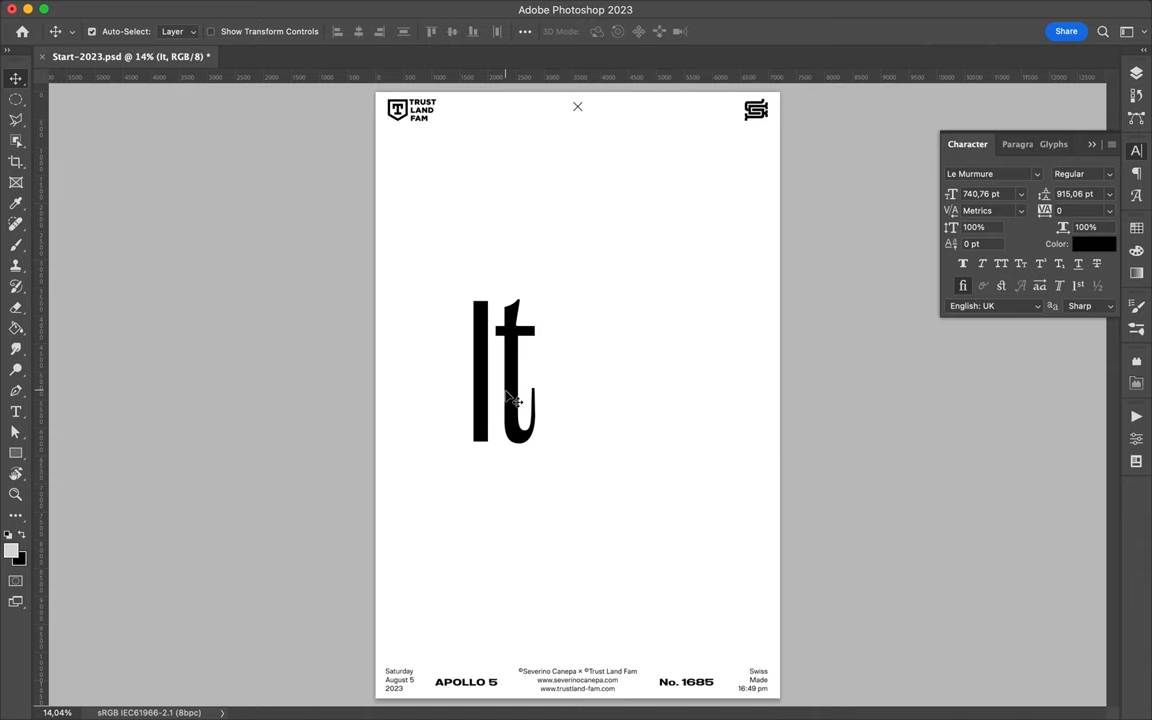 Adobe Photoshop 2023
Auto-Select: Layer Show Transform Controls 3D Mode: Share
Start-2023.psd @ 14% (It, RGB/8) *
TRUST
LAND
FAM
It
Character Paragra Glyphs
Le Murmure Regular
740,76 pt 915,06 pt
Metrics 0
100% 100%
0 pt Color:
English: UK Sharp
Saturday
August 5
2023
APOLLO 5
©Severino Canepa × ©Trust Land Fam
www.severinocanepa.com
www.trustland-fam.com
No. 1685
Swiss
Made
16:49 pm
14,04% sRGB IEC61966-2.1 (8bpc)